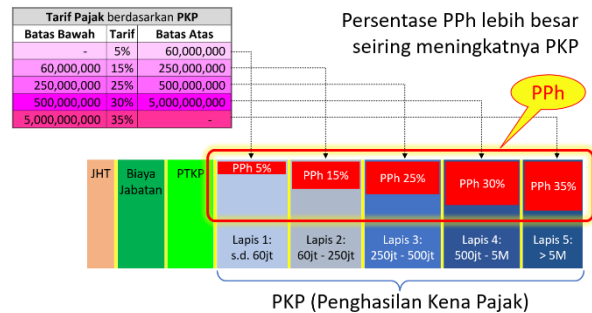 Tarif Pajak berdasarkan PKP
Batas Bawah Tarif Batas Atas
- 5% 60,000,000
60,000,000 15% 250,000,000
250,000,000 25% 500,000,000
500,000,000 30% 5,000,000,000
5,000,000,000 35% -
Persentase PPh lebih besar
seiring meningkatnya PKP
PPh
JHT
Biaya
Jabatan
PTKP
PPh 5%
PPh 15%
PPh 25%
PPh 30%
PPh 35%
Lapis 1:
s.d. 60jt
Lapis 2:
60jt - 250jt
Lapis 3:
250jt - 500jt
Lapis 4:
500jt - 5M
Lapis 5:
> 5M
PKP (Penghasilan Kena Pajak)